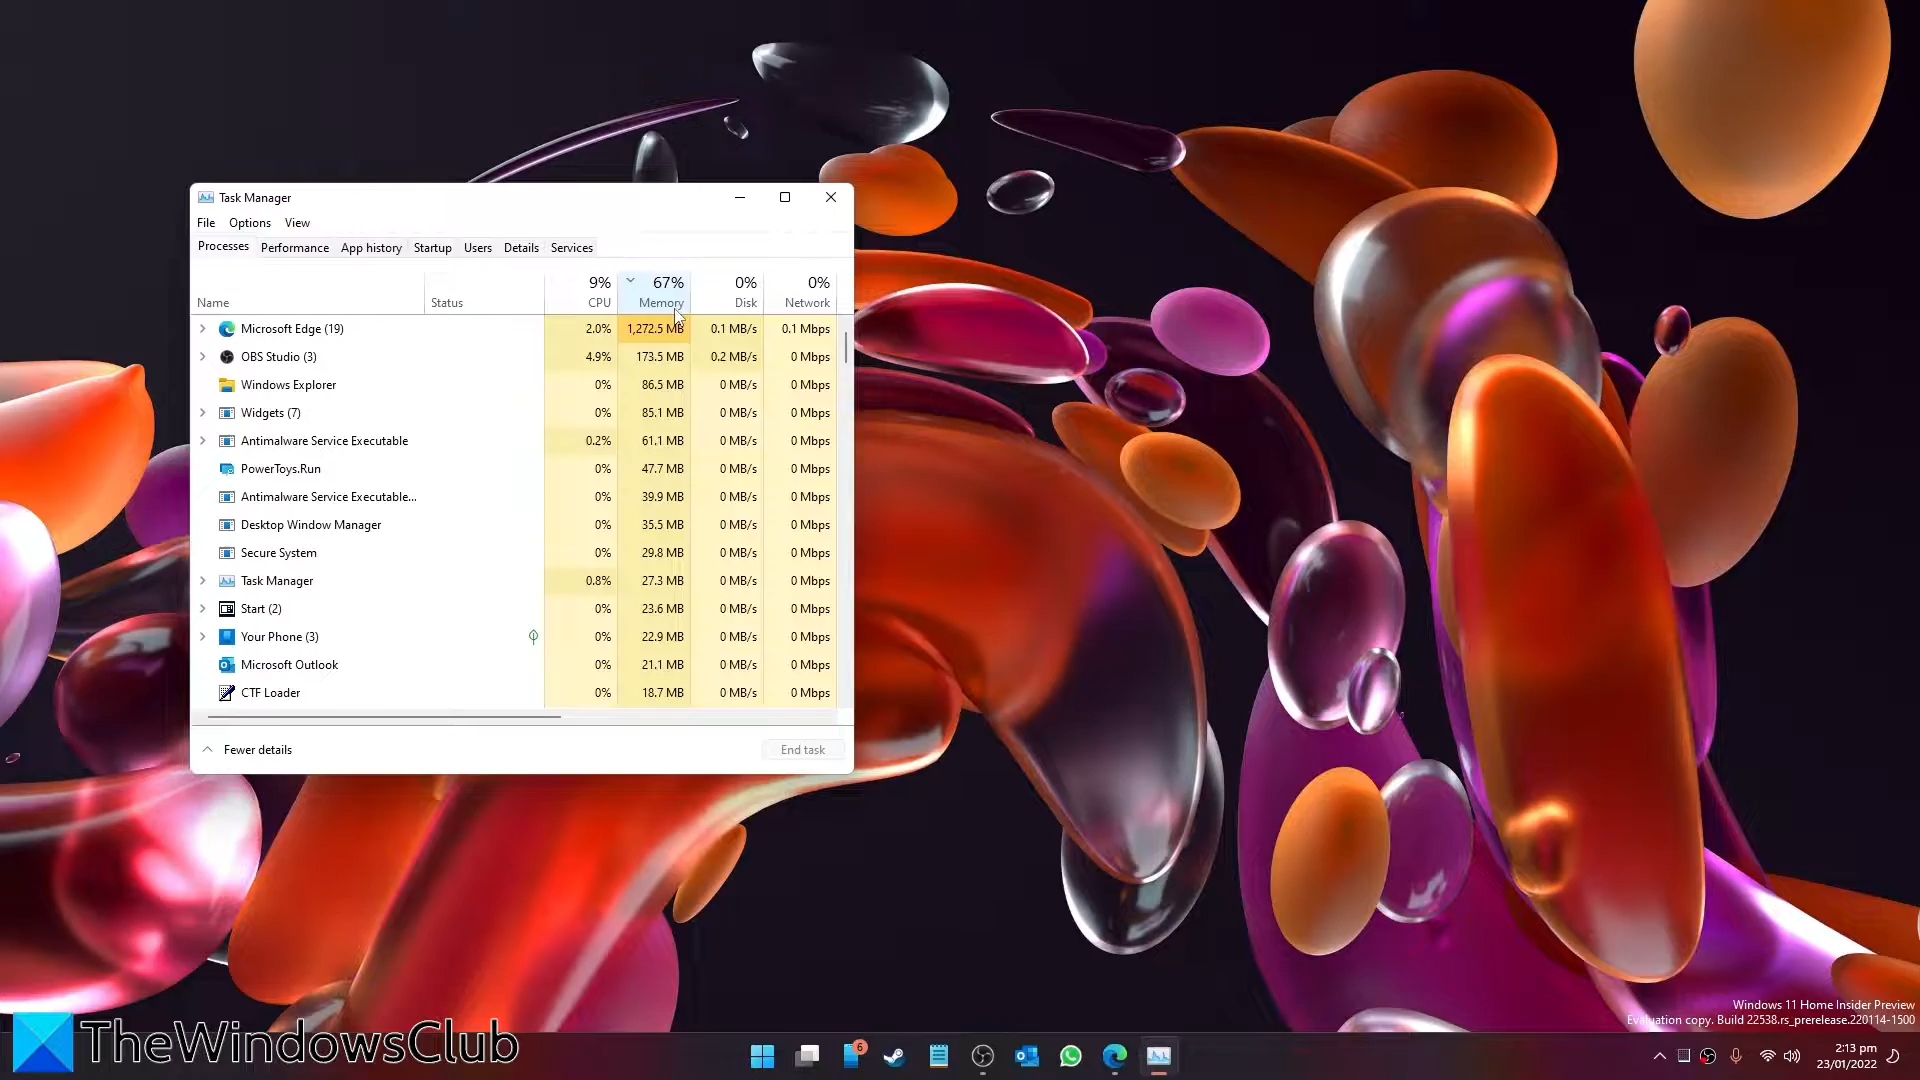 Task Manager
File Options View
Processes Performance App history Startup Users Details Services
9% 67% 0% 0%
Name Status CPU Memory Disk Network
Microsoft Edge (19) 2.0% 1,272.5 MB 0.1 MB/s 0.1 Mbps
OBS Studio (3) 4.9% 173.5 MB 0.2 MB/s 0 Mbps
Windows Explorer 0% 86.5 MB 0 MB/s 0 Mbps
Widgets (7) 0% 85.1 MB 0 MB/s 0 Mbps
Antimalware Service Executable 0.2% 61.1 MB 0 MB/s 0 Mbps
PowerToys.Run 0% 47.7 MB 0 MB/s 0 Mbps
Antimalware Service Executable... 0% 39.9 MB 0 MB/s 0 Mbps
Desktop Window Manager 0% 35.5 MB 0 MB/s 0 Mbps
Secure System 0% 29.8 MB 0 MB/s 0 Mbps
Task Manager 0.8% 27.3 MB 0 MB/s 0 Mbps
Start (2) 0% 23.6 MB 0 MB/s 0 Mbps
Your Phone (3) 0% 22.9 MB 0 MB/s 0 Mbps
Microsoft Outlook 0% 21.1 MB 0 MB/s 0 Mbps
CTF Loader 0% 18.7 MB 0 MB/s 0 Mbps
Fewer details End task
Windows 11 Home Insider Preview
Evaluation copy. Build 22538.rs_prerelease.220114-1500
TheWindowsClub
6
2:13 pm
23/01/2022